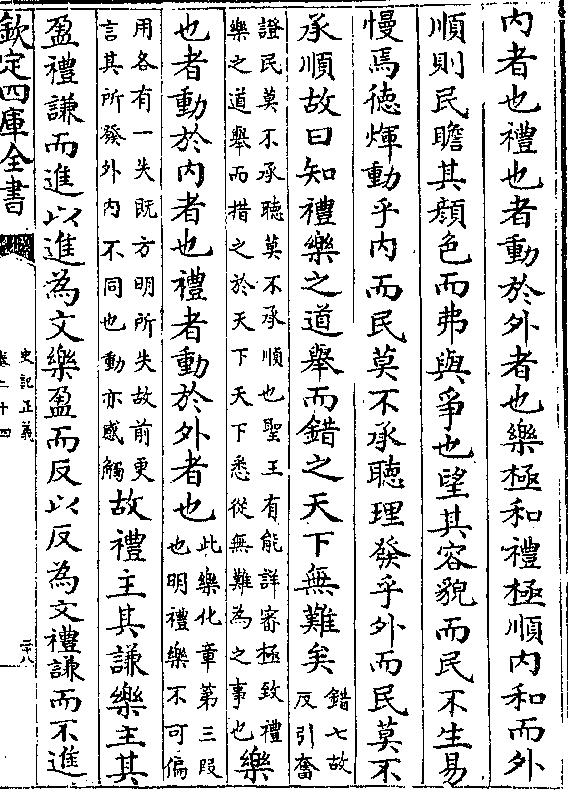 内者也禮也者動於外者也樂極和禮極順内和而外
順則民瞻其顔色而弗與爭也望其容貌而民不生易
慢焉德煇動乎内而民莫不承聽理發乎外而民莫不
承順故曰知禮樂之道舉而錯之天下無難矣
錯七故
反引奮
證民莫不承聽莫不承順也聖王有能詳審極致禮
樂之道舉而措之於天下天下悉從無難為之事也
樂
也者動於内者也禮者動於外者也
此樂化章第三段
也明禮樂不可偏
用各有一失既方明所失故前更
言其所發外内不同也動亦感觸
故禮主其謙樂主其
盈禮謙而進以進為文樂盈而反以反為文禮謙而不進
欽定四庫全書
史記正義
卷二十四
二十八